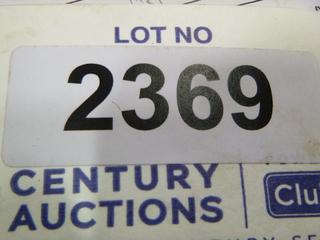 LOT NO
2369
CENTURY
AUCTIONS
Clu